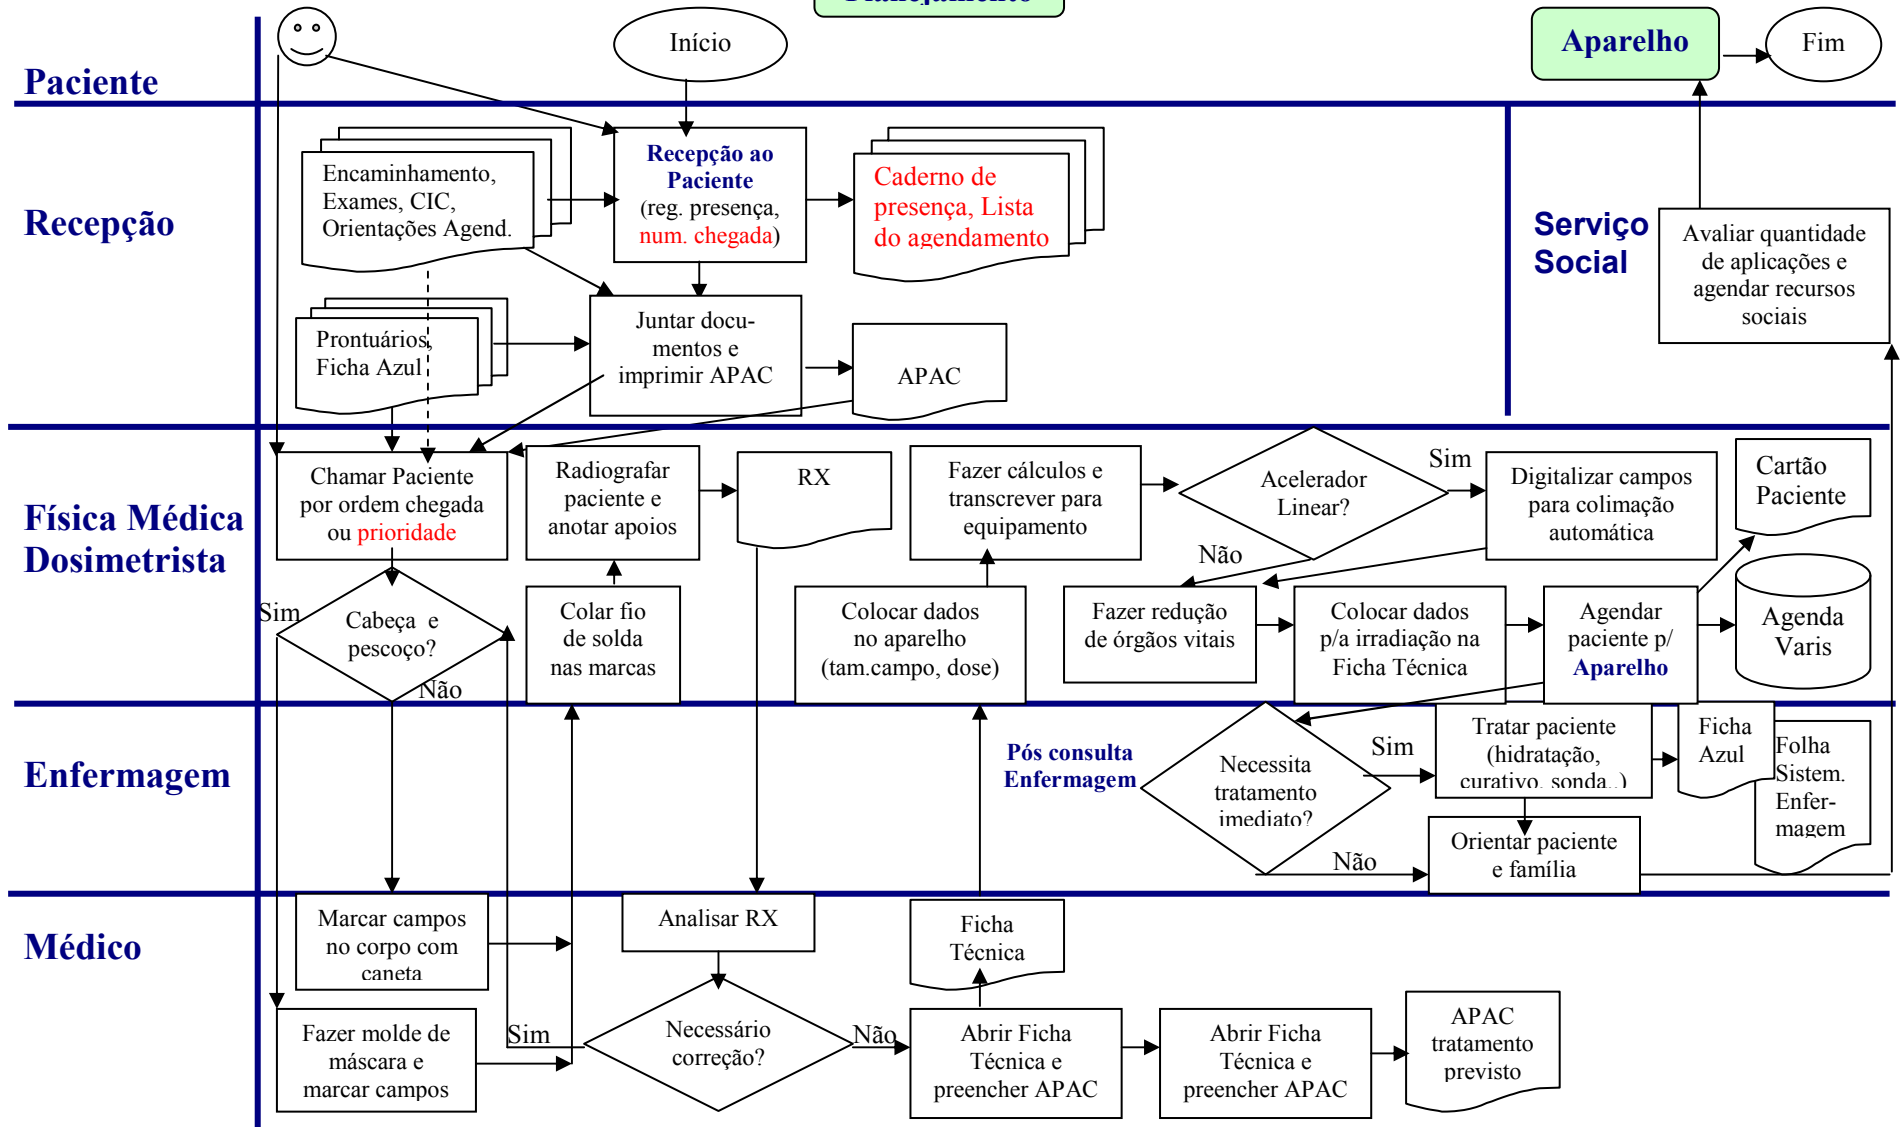 Planejamento
Início
Aparelho
Fim
Paciente
Recepção
Encaminhamento,
Exames, CIC,
Orientações Agend.
Recepção ao
Paciente
(reg. presença,
num. chegada)
Caderno de
presença, Lista
do agendamento
Serviço
Social
Avaliar quantidade
de aplicações e
agendar recursos
sociais
Prontuários,
Ficha Azul
Juntar docu-
mentos e
imprimir APAC
APAC
Física Médica
Dosimetrista
Chamar Paciente
por ordem chegada
ou prioridade
Radiografar
paciente e
anotar apoios
RX
Fazer cálculos e
transcrever para
equipamento
Acelerador
Linear?
Sim
Não
Digitalizar campos
para colimação
automática
Cartão
Paciente
Sim
Cabeça e
pescoço?
Não
Colar fio
de solda
nas marcas
Colocar dados
no aparelho
(tam.campo, dose)
Fazer redução
de órgãos vitais
Colocar dados
p/a irradiação na
Ficha Técnica
Agendar
paciente p/
Aparelho
Agenda
Varis
Enfermagem
Pós consulta
Enfermagem
Necessita
tratamento
imediato?
Sim
Não
Tratar paciente
(hidratação,
curativo, sonda..)
Ficha
Azul
Folha
Sistem.
Enfer-
magem
Orientar paciente
e família
Médico
Marcar campos
no corpo com
caneta
Analisar RX
Ficha
Técnica
Fazer molde de
máscara e
marcar campos
Sim
Necessário
correção?
Não
Abrir Ficha
Técnica e
preencher APAC
Abrir Ficha
Técnica e
preencher APAC
APAC
tratamento
previsto